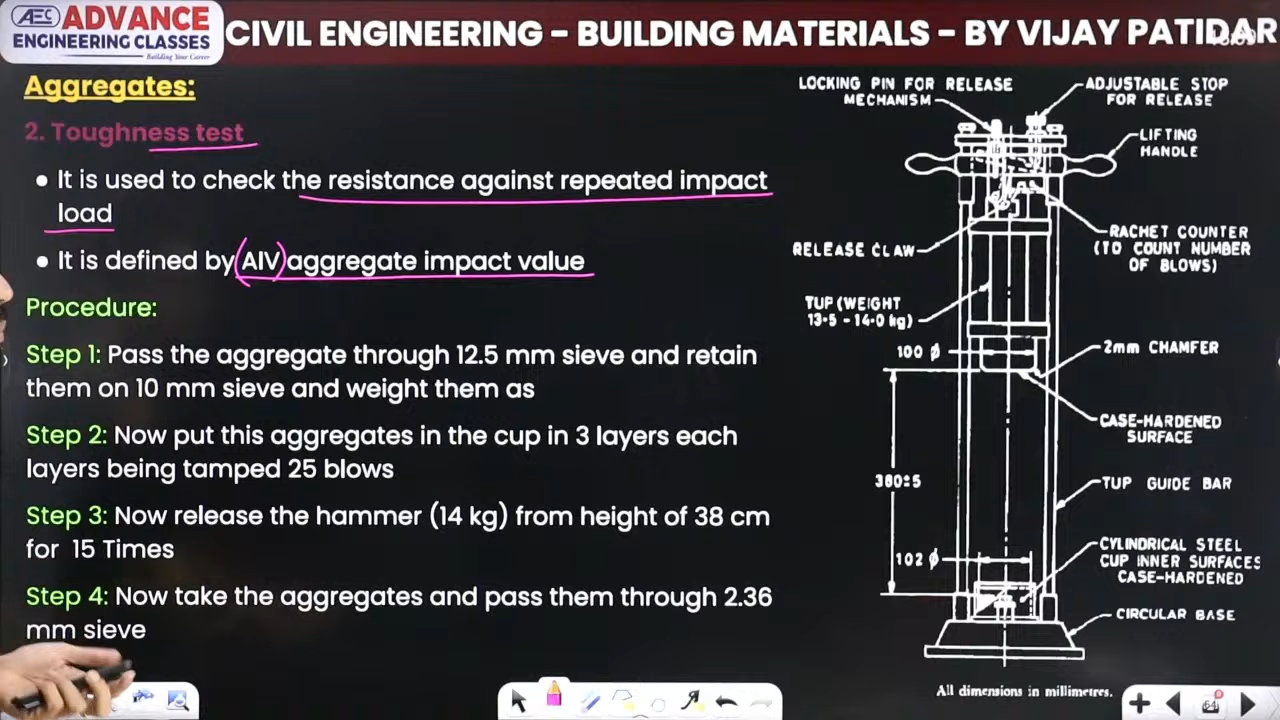 AEC ADVANCE
ENGINEERING CLASSES
Building Your Career
CIVIL ENGINEERING – BUILDING MATERIALS – BY VIJAY PATIDAR
Aggregates:
2. Toughness test
• It is used to check the resistance against repeated impact
load
• It is defined by (AIV) aggregate impact value
Procedure:
Step 1: Pass the aggregate through 12.5 mm sieve and retain
them on 10 mm sieve and weight them as
Step 2: Now put this aggregates in the cup in 3 layers each
layers being tamped 25 blows
Step 3: Now release the hammer (14 kg) from height of 38 cm
for 15 Times
Step 4: Now take the aggregates and pass them through 2.36
mm sieve
LOCKING PIN FOR RELEASE
MECHANISM
ADJUSTABLE STOP
FOR RELEASE
LIFTING
HANDLE
RACHET COUNTER
(TO COUNT NUMBER
OF BLOWS)
RELEASE CLAW
TUP (WEIGHT
13·5 – 14·0 kg)
100 ϕ
2mm CHAMFER
CASE-HARDENED
SURFACE
380±5
TUP GUIDE BAR
102 ϕ
CYLINDRICAL STEEL
CUP INNER SURFACES
CASE-HARDENED
CIRCULAR BASE
All dimensions in millimetres.
64